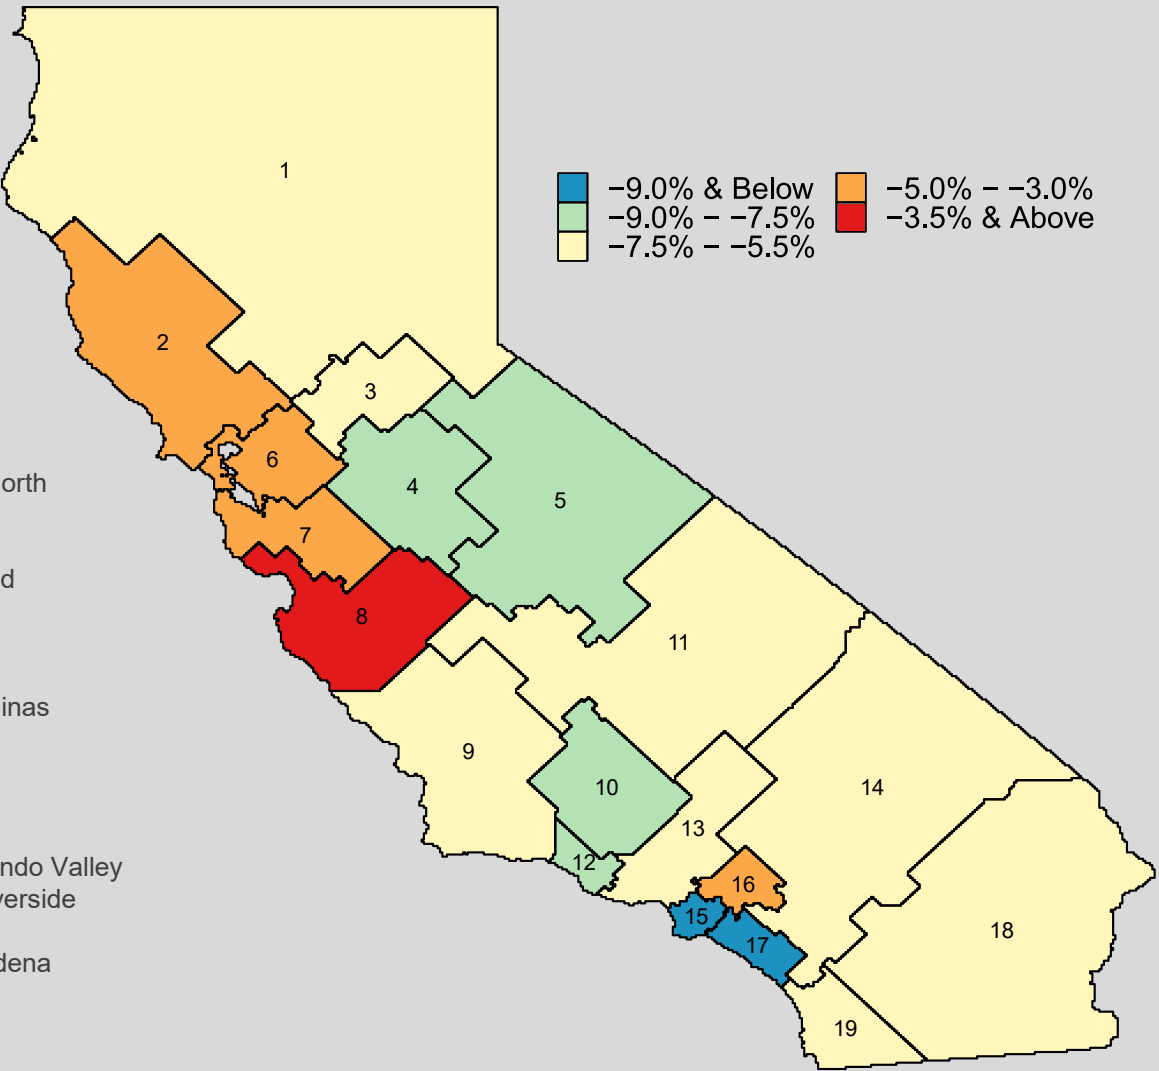 1
−9.0% & Below
−9.0% − −7.5%
−7.5% − −5.5%
−5.0% − −3.0%
−3.5% & Above
2
3
6
4
orth
5
7
d
8
11
inas
9
10
14
13
12
ndo Valley
16
verside
15
18
17
dena
19